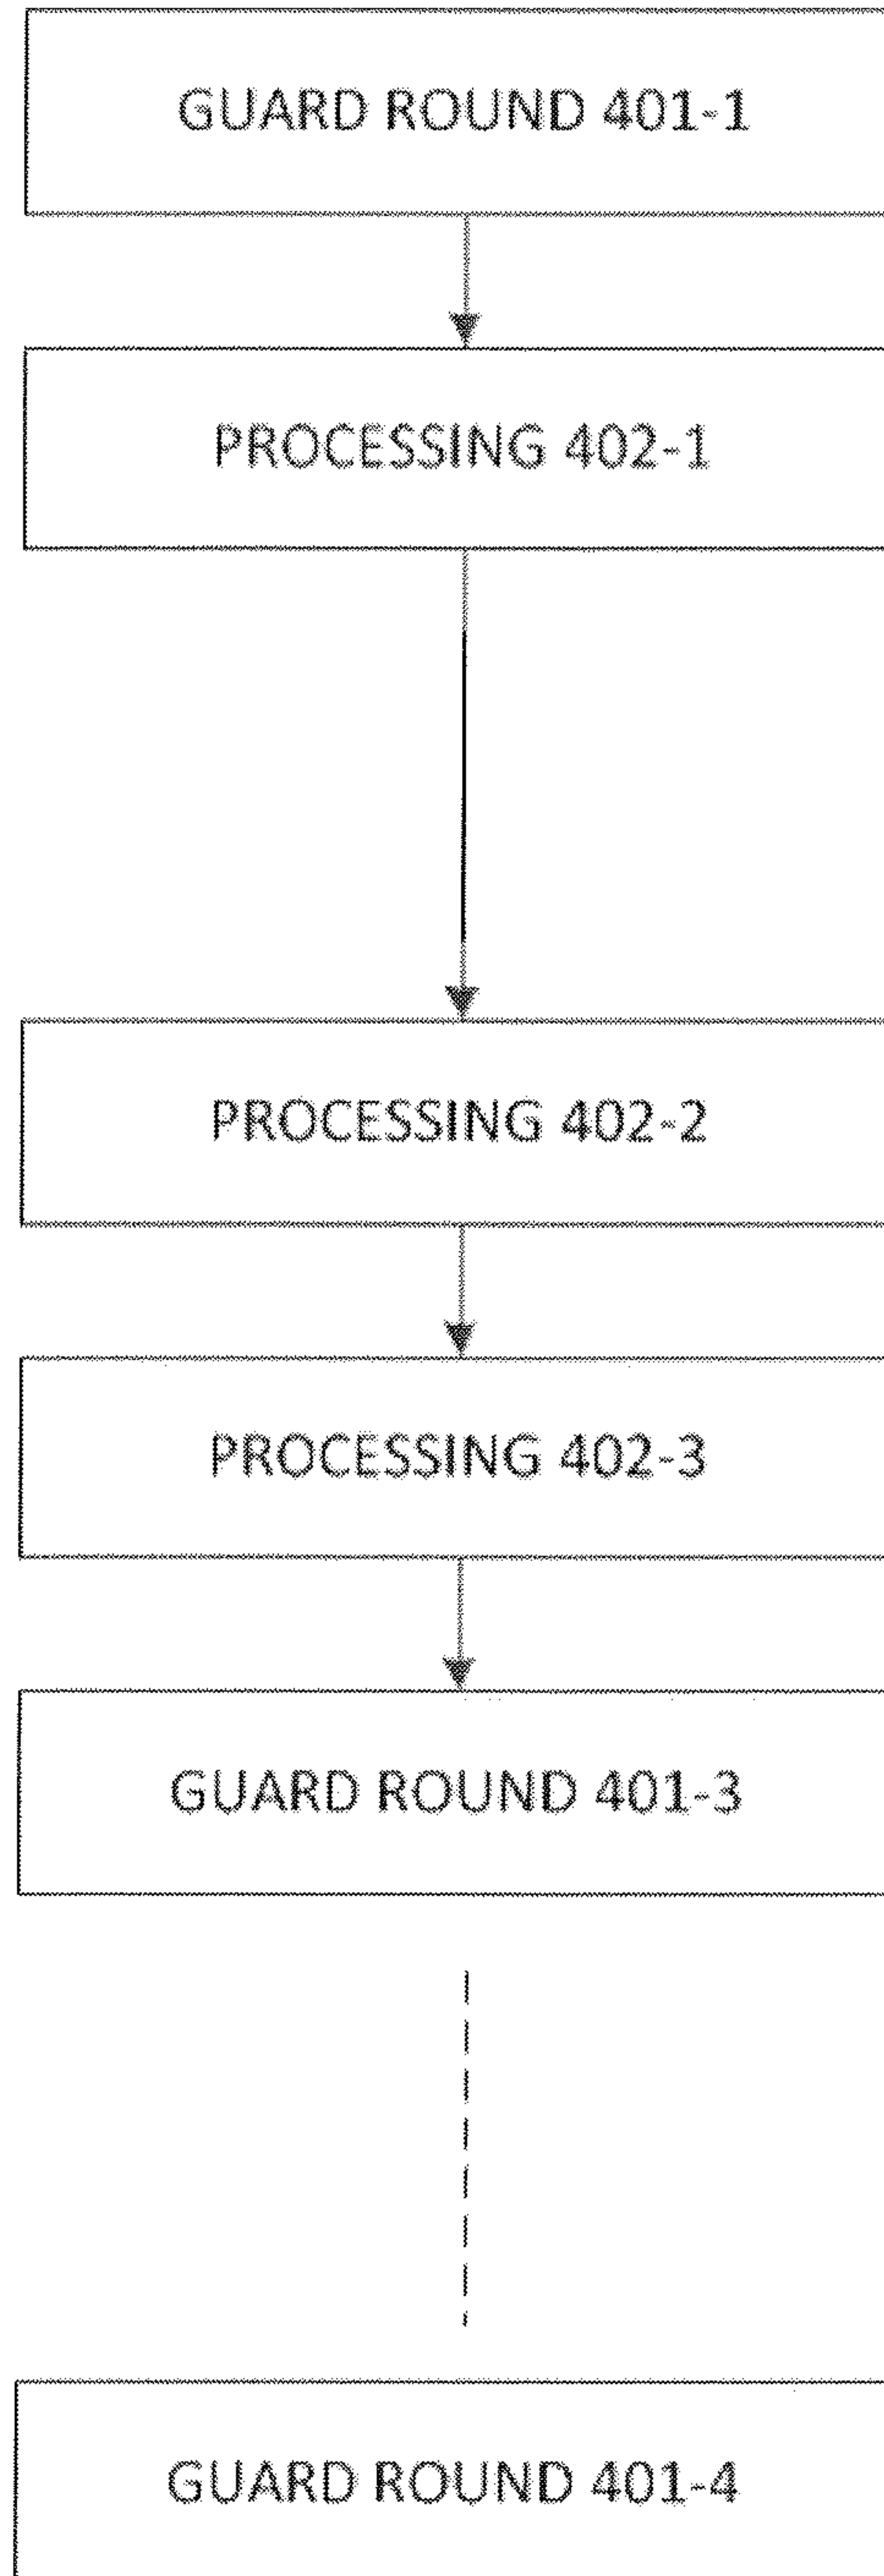 GUARD ROUND 401-1
PROCESSING 402-1
PROCESSING 402-2
PROCESSING 402-3
GUARD ROUND 401-3
GUARD ROUND 401-4